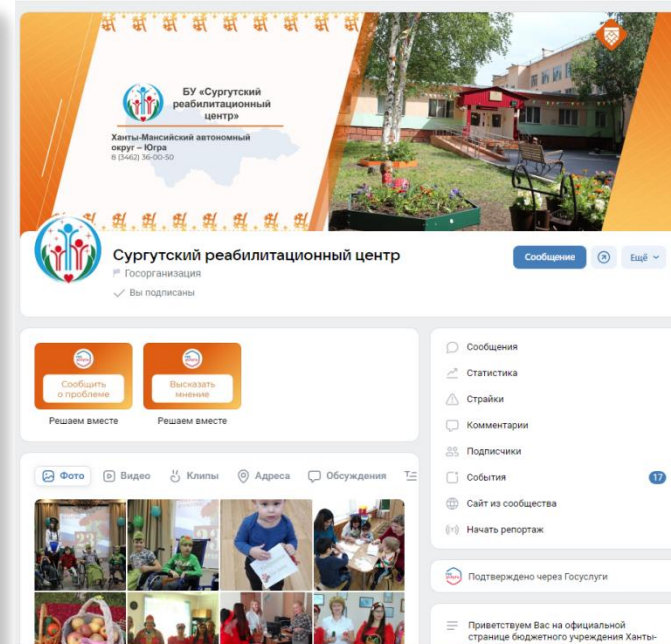 БУ «Сургутский
реабилитационный
центр»
Ханты-Мансийский автономный
округ – Югра
8 (3462) 36-00-50
Сургутский реабилитационный центр
Госорганизация
Вы подписаны
Сообщение
Ещё
Сообщить
о проблеме
Высказать
мнение
Решаем вместе
Решаем вместе
Фото
Видео
Клипы
Адреса
Обсуждения
Сообщения
Статистика
Страйки
Комментарии
Подписчики
События
17
Сайт из сообщества
Начать репортаж
Подтверждено через Госуслуги
Приветствуем Вас на официальной
странице бюджетного учреждения Ханты-